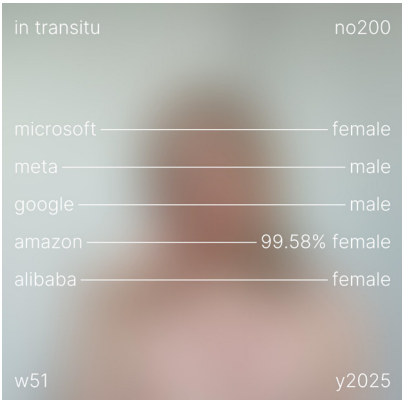 in transitu no200
microsoft female
meta male
google male
amazon 99.58% female
alibaba female
w51 y2025